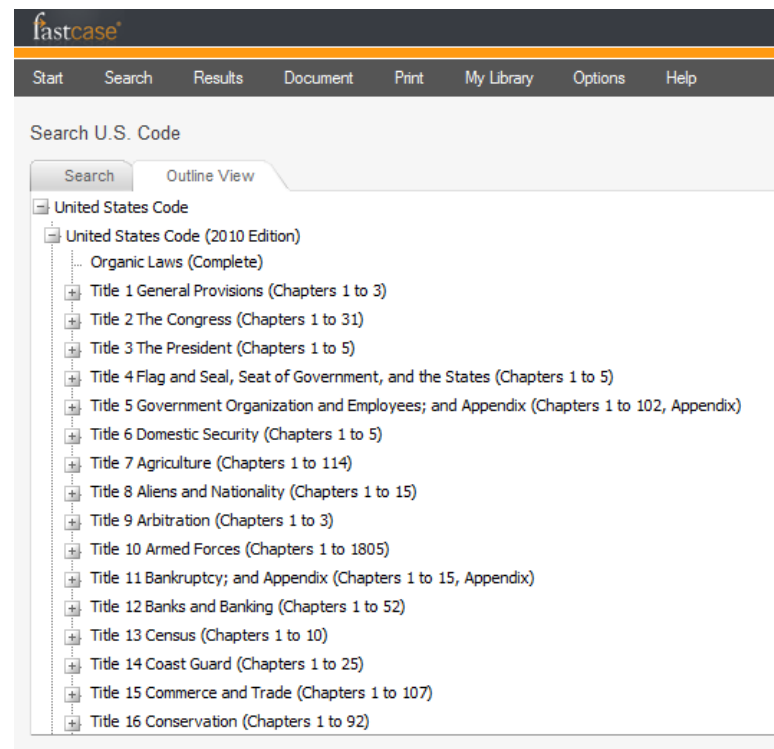 fastcase
Start Search Results Document Print My Library Options Help
Search U.S. Code
Search Outline View
United States Code
United States Code (2010 Edition)
Organic Laws (Complete)
Title 1 General Provisions (Chapters 1 to 3)
Title 2 The Congress (Chapters 1 to 31)
Title 3 The President (Chapters 1 to 5)
Title 4 Flag and Seal, Seat of Government, and the States (Chapters 1 to 5)
Title 5 Government Organization and Employees; and Appendix (Chapters 1 to 102, Appendix)
Title 6 Domestic Security (Chapters 1 to 5)
Title 7 Agriculture (Chapters 1 to 114)
Title 8 Aliens and Nationality (Chapters 1 to 15)
Title 9 Arbitration (Chapters 1 to 3)
Title 10 Armed Forces (Chapters 1 to 1805)
Title 11 Bankruptcy; and Appendix (Chapters 1 to 15, Appendix)
Title 12 Banks and Banking (Chapters 1 to 52)
Title 13 Census (Chapters 1 to 10)
Title 14 Coast Guard (Chapters 1 to 25)
Title 15 Commerce and Trade (Chapters 1 to 107)
Title 16 Conservation (Chapters 1 to 92)